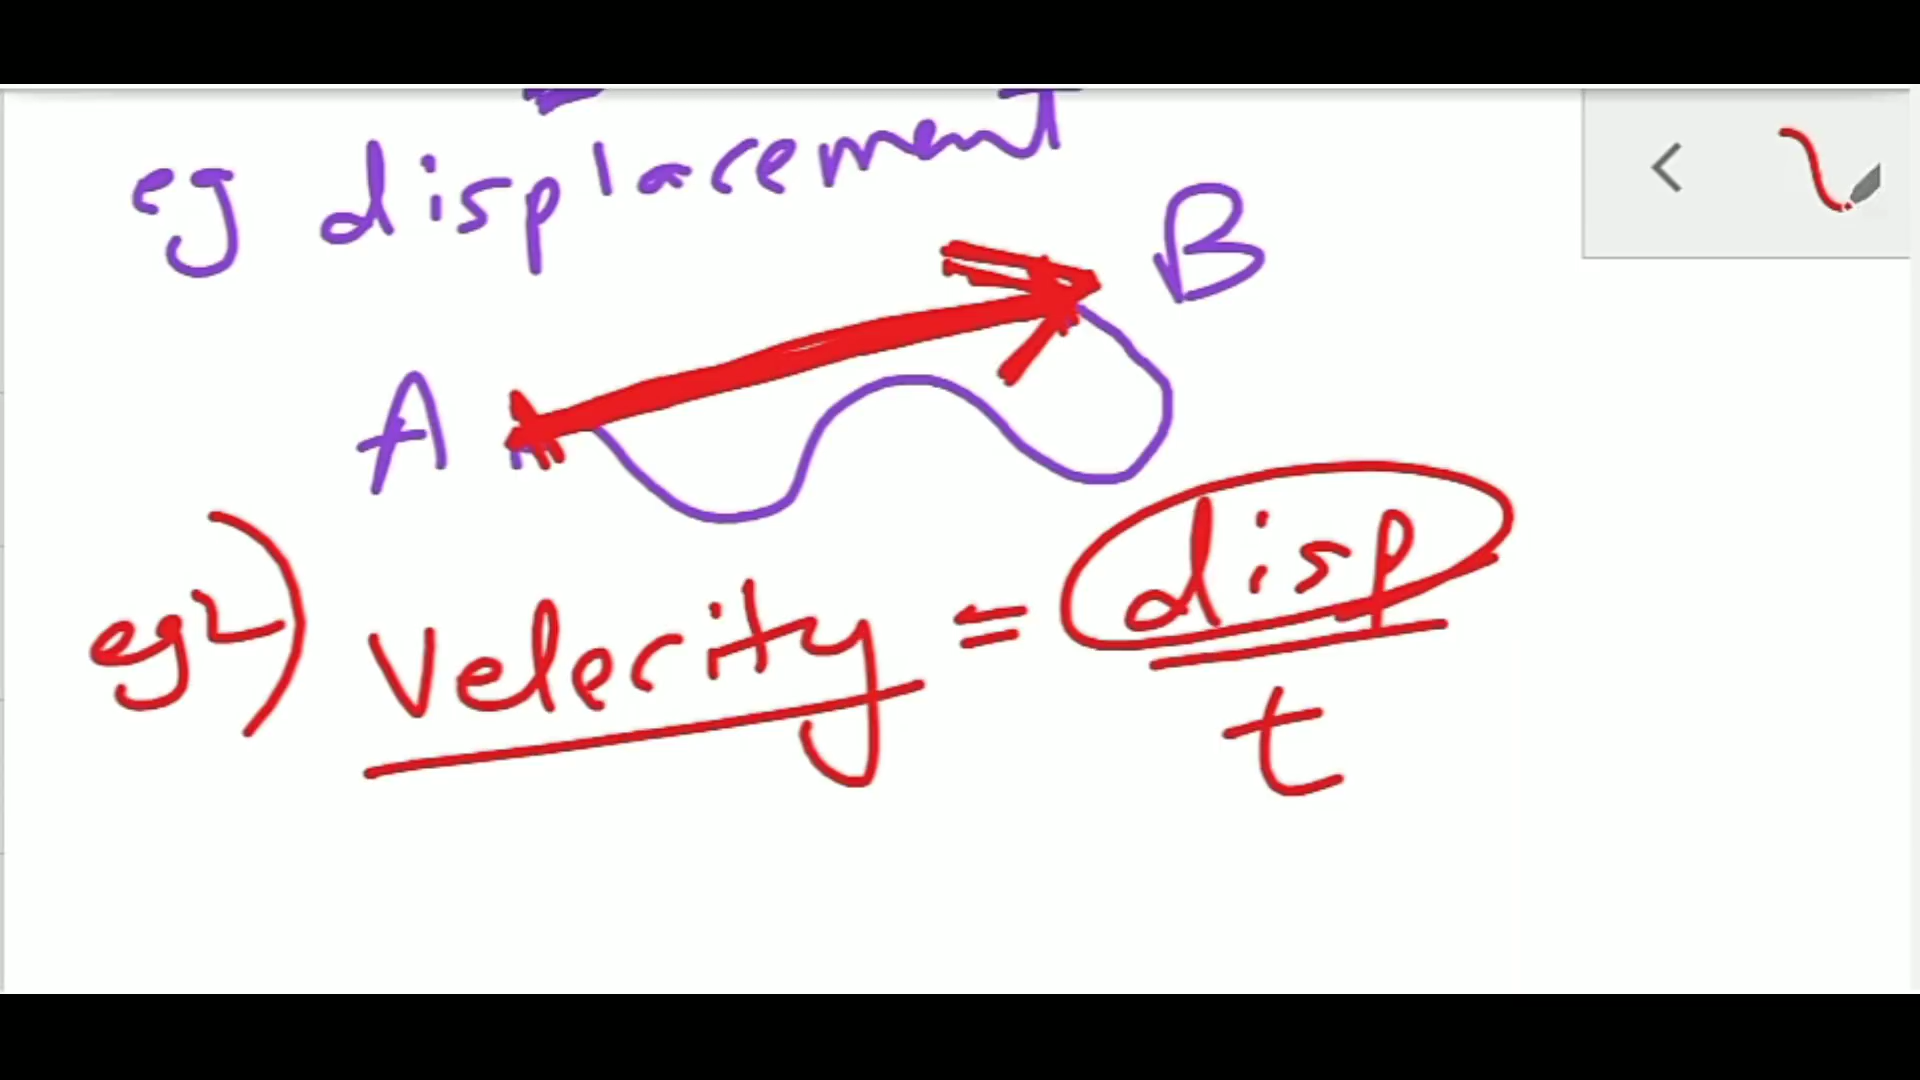 eg displacement
B
A
eg2) Velocity = disp
t